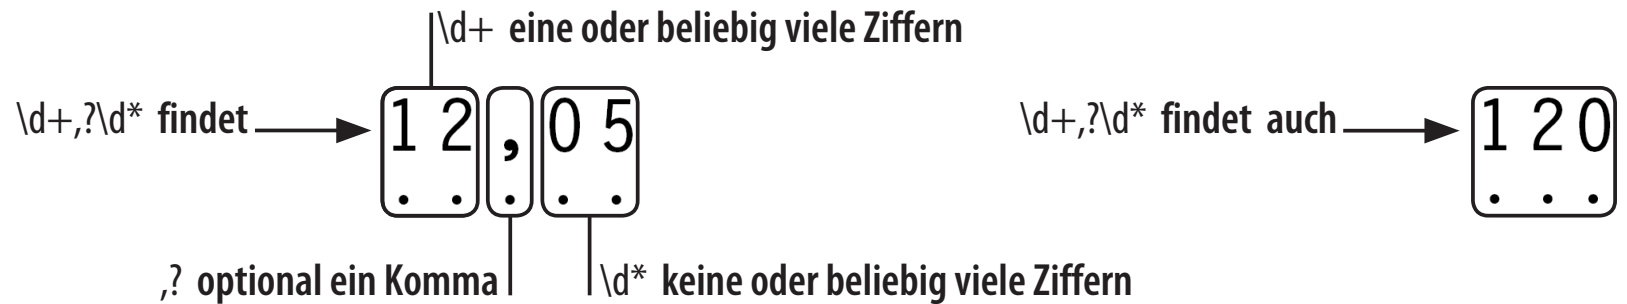 \d+ eine oder beliebig viele Ziffern
\d+,?\d* findet 12,05
\d+,?\d* findet auch 120
,? optional ein Komma
\d* keine oder beliebig viele Ziffern